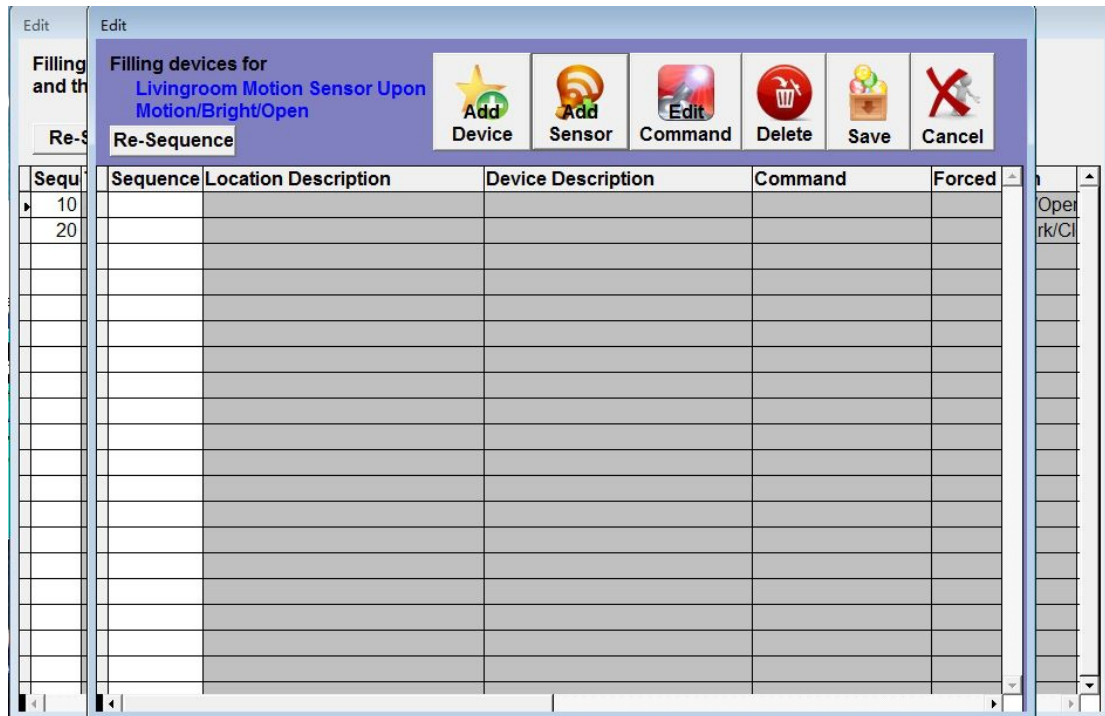 Edit
Edit
Filling
and th
Filling devices for
Livingroom Motion Sensor Upon
Motion/Bright/Open
Re-S
Re-Sequence
Add Device
Add Sensor
Edit Command
Delete
Save
Cancel
Sequ
Sequence Location Description Device Description Command Forced
10
20
/Open
rk/Cl